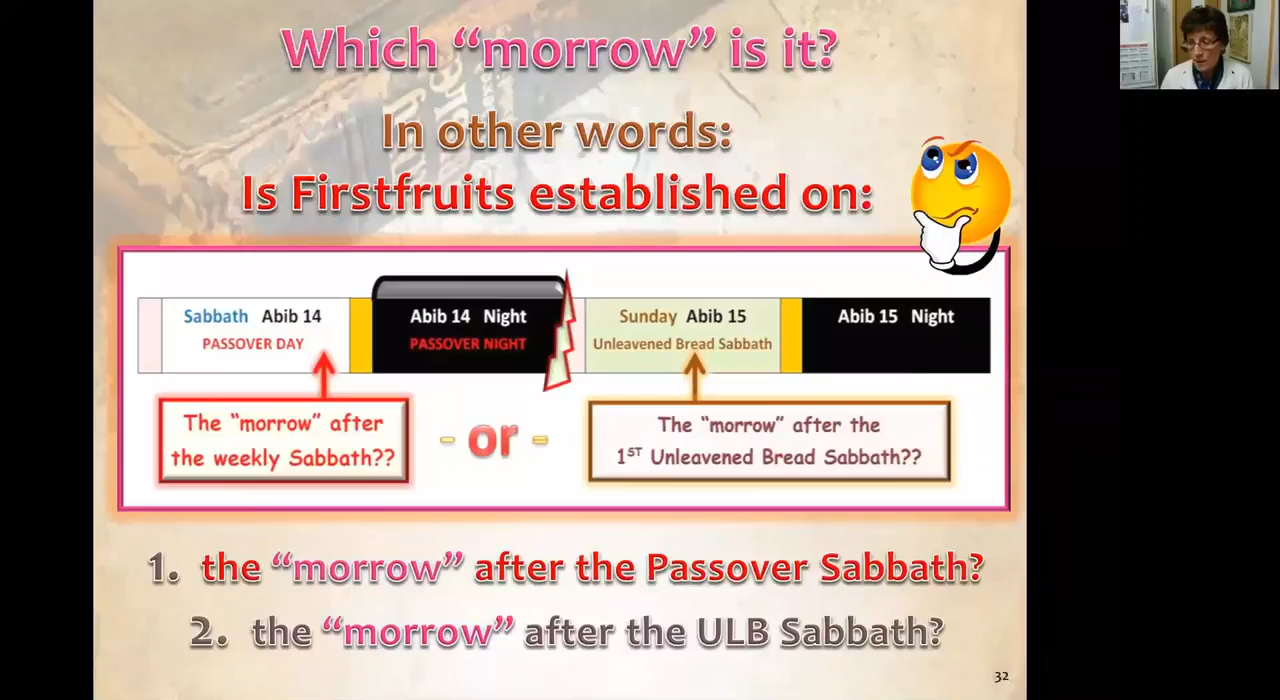 Which “morrow” is it?
In other words:
Is Firstfruits established on:
Sabbath Abib 14
PASSOVER DAY
Abib 14 Night
PASSOVER NIGHT
Sunday Abib 15
Unleavened Bread Sabbath
Abib 15 Night
The “morrow” after
the weekly Sabbath??
- or -
The “morrow” after the
1ST Unleavened Bread Sabbath??
1. the “morrow” after the Passover Sabbath?
2. the “morrow” after the ULB Sabbath?
32